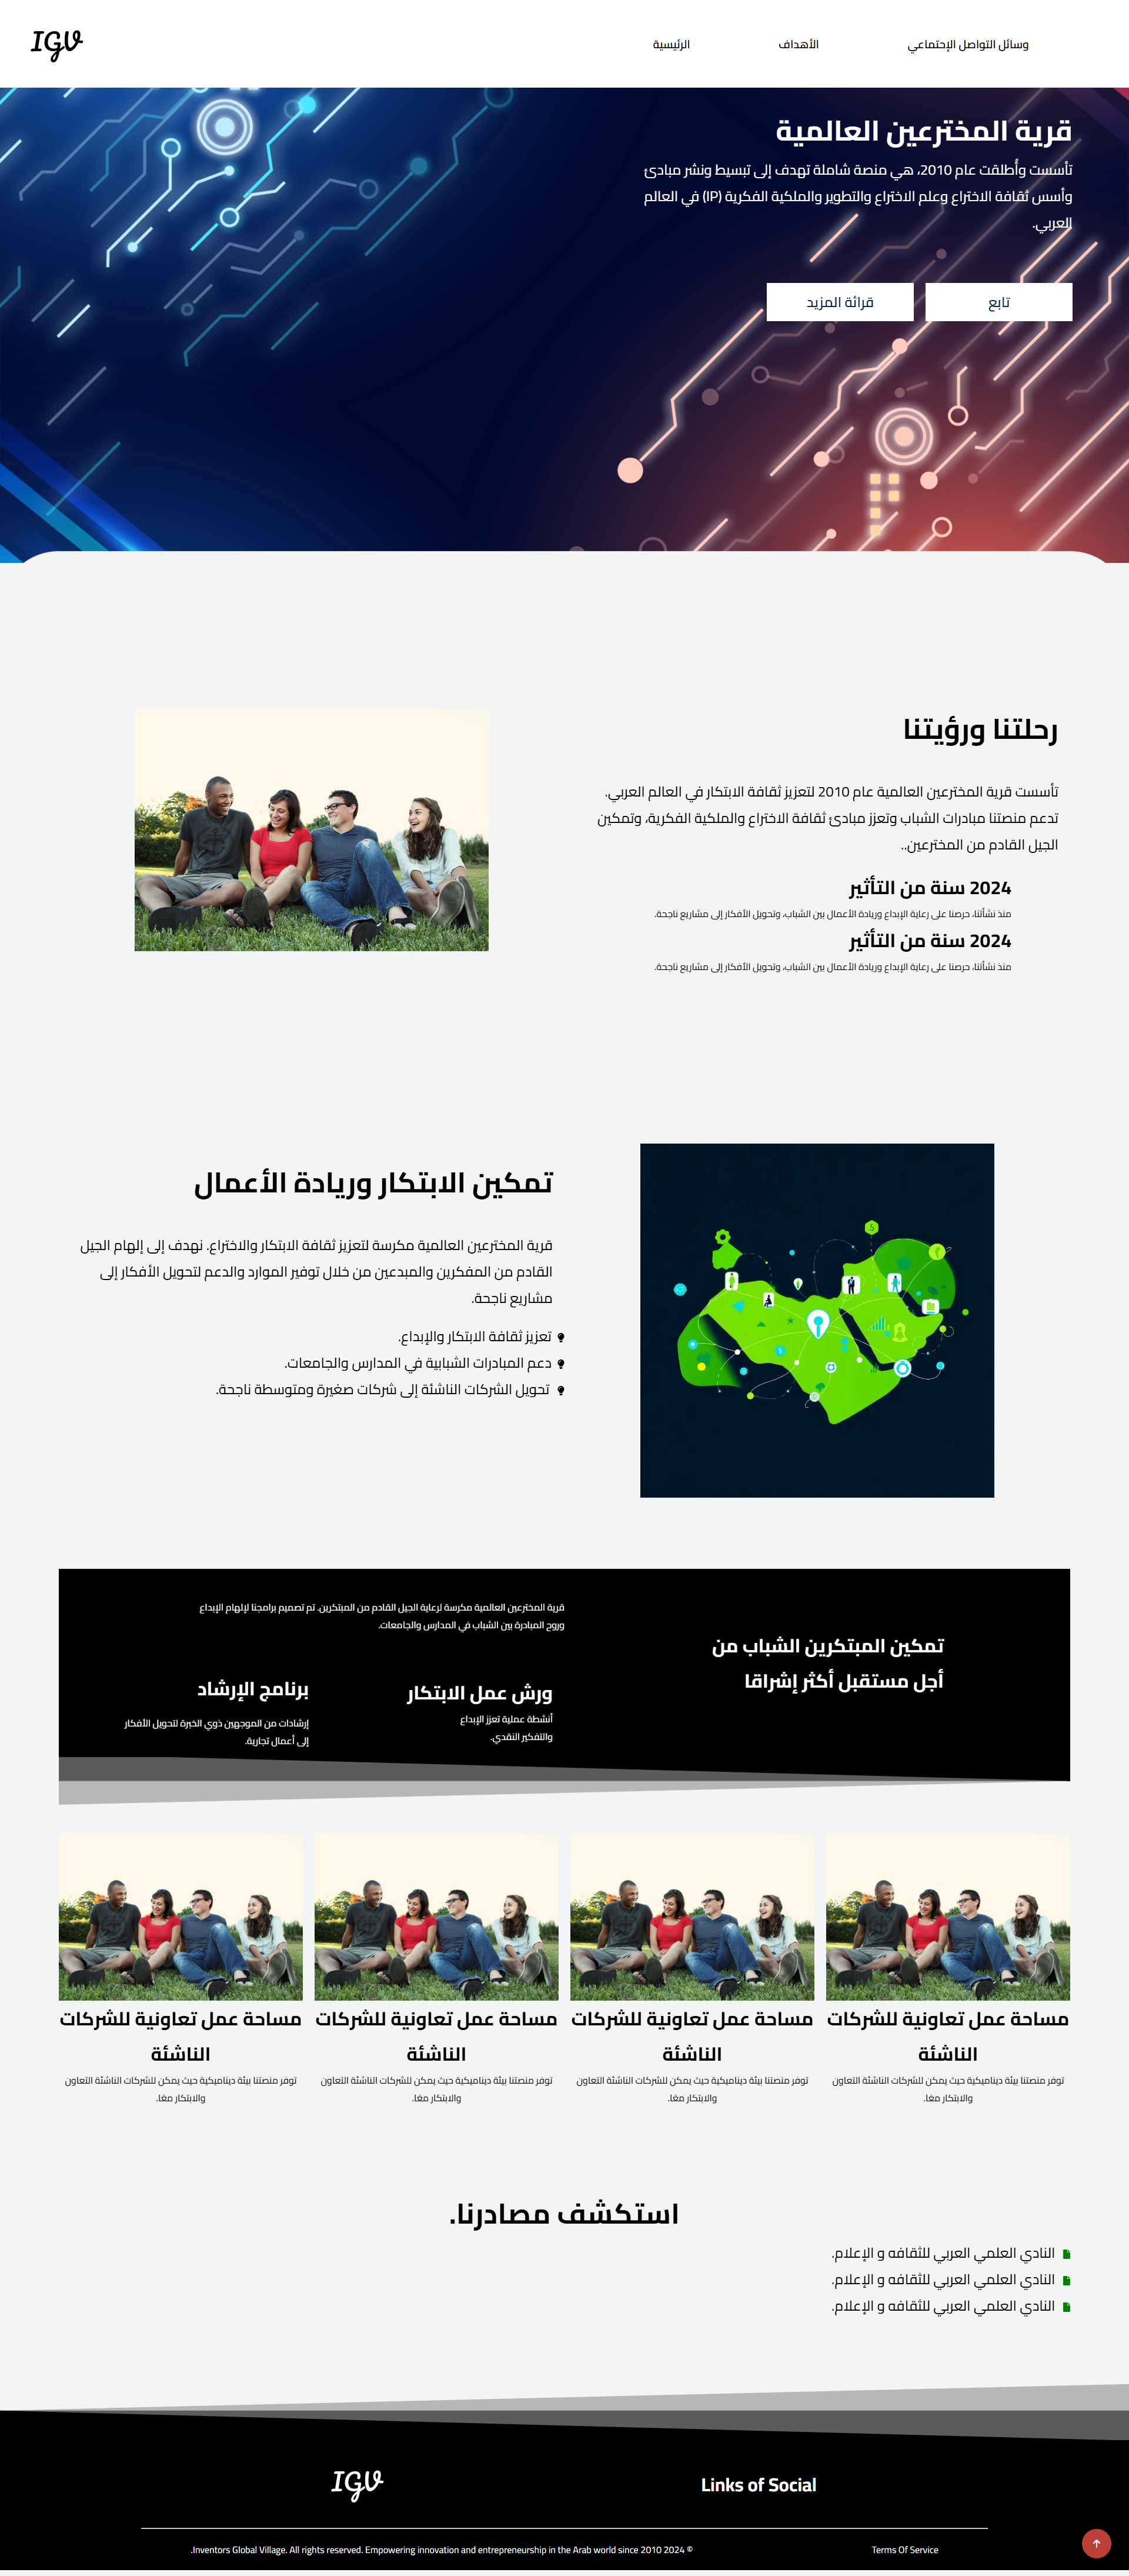 IGV
وسائل التواصل الإحتماعي
الأهداف
الرئيسية
قرية المخترعين العالمية
تأسست وأُطلقت عام 2010، هي منصة شاملة تهدف إلى تبسيط ونشر مبادئ
وأسس ثقافة الاختراع وعلم الاختراع والتطوير والملكية الفكرية (IP) في العالم
العربي.
تابع
قرائة المزيد
رحلتنا ورؤيتنا
تأسست قرية المخترعين العالمية عام 2010 لتعزيز ثقافة الابتكار في العالم العربي.
تدعم منصتنا مبادرات الشباب وتعزز مبادئ ثقافة الاختراع والملكية الفكرية، وتمكين
الجيل القادم من المخترعين..
2024 سنة من التأثير
منذ نشأتنا، حرصنا على رعاية الإبداع وريادة الأعمال بين الشباب، وتحويل الأفكار إلى مشاريع ناجحة.
2024 سنة من التأثير
منذ نشأتنا، حرصنا على رعاية الإبداع وريادة الأعمال بين الشباب، وتحويل الأفكار إلى مشاريع ناجحة.
تمكين الابتكار وريادة الأعمال
قرية المخترعين العالمية مكرسة لتعزيز ثقافة الابتكار والاختراع. نهدف إلى إلهام الجيل
القادم من المفكرين والمبدعين من خلال توفير الموارد والدعم لتحويل الأفكار إلى
مشاريع ناجحة.
تعزيز ثقافة الابتكار والإبداع.
دعم المبادرات الشبابية في المدارس والجامعات.
تحويل الشركات الناشئة إلى شركات صغيرة ومتوسطة ناجحة.
تمكين المبتكرين الشباب من
أجل مستقبل أكثر إشراقا
قرية المخترعين العالمية مكرسة لرعاية الجيل القادم من المبتكرين. تم تصميم برامجنا لإلهام الإبداع
وروح المبادرة بين الشباب في المدارس والجامعات.
ورش عمل الابتكار
أنشطة عملية تعزز الإبداع
والتفكير النقدي.
برنامج الإرشاد
إرشادات من الموجهين ذوي الخبرة لتحويل الأفكار
إلى أعمال تجارية.
مساحة عمل تعاونية للشركات
الناشئة
توفر منصتنا بيئة ديناميكية حيث يمكن للشركات الناشئة التعاون
والابتكار معًا.
مساحة عمل تعاونية للشركات
الناشئة
توفر منصتنا بيئة ديناميكية حيث يمكن للشركات الناشئة التعاون
والابتكار معًا.
مساحة عمل تعاونية للشركات
الناشئة
توفر منصتنا بيئة ديناميكية حيث يمكن للشركات الناشئة التعاون
والابتكار معًا.
مساحة عمل تعاونية للشركات
الناشئة
توفر منصتنا بيئة ديناميكية حيث يمكن للشركات الناشئة التعاون
والابتكار معًا.
استكشف مصادرنا.
النادي العلمي العربي للثقافه و الإعلام.
النادي العلمي العربي للثقافه و الإعلام.
النادي العلمي العربي للثقافه و الإعلام.
IGV
Links of Social
.Inventors Global Village. All rights reserved. Empowering innovation and entrepreneurship in the Arab world since 2010 2024 ©
Terms Of Service